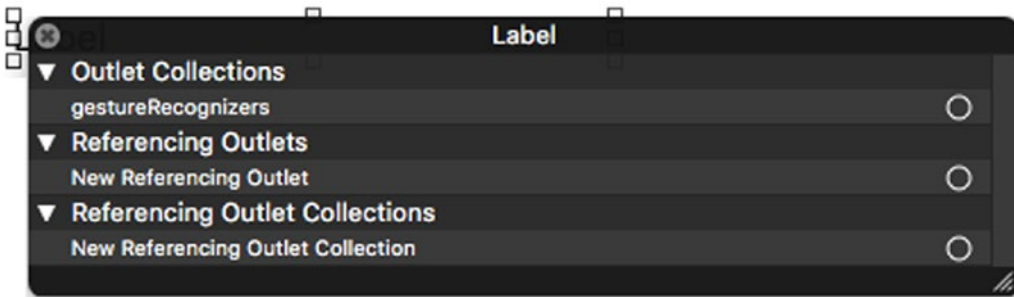 Label
Outlet Collections
gestureRecognizers
Referencing Outlets
New Referencing Outlet
Referencing Outlet Collections
New Referencing Outlet Collection